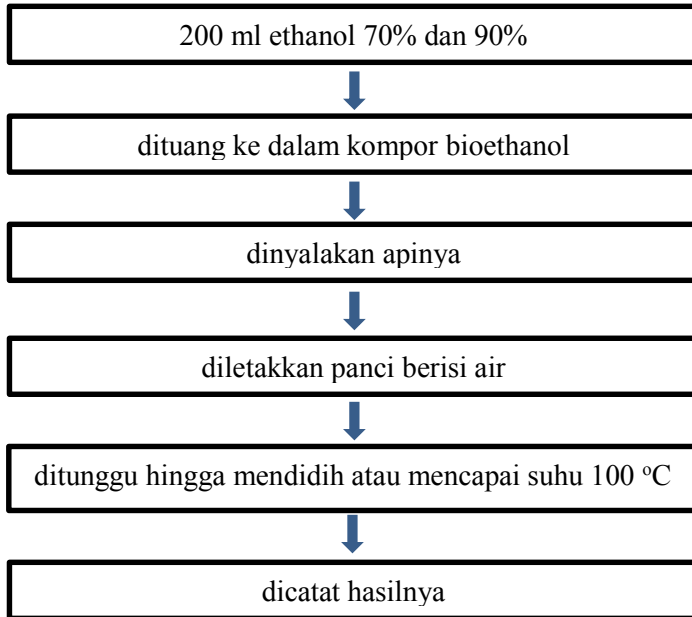 200 ml ethanol 70% dan 90%
dituang ke dalam kompor bioethanol
dinyalakan apinya
diletakkan panci berisi air
ditunggu hingga mendidih atau mencapai suhu 100 °C
dicatat hasilnya